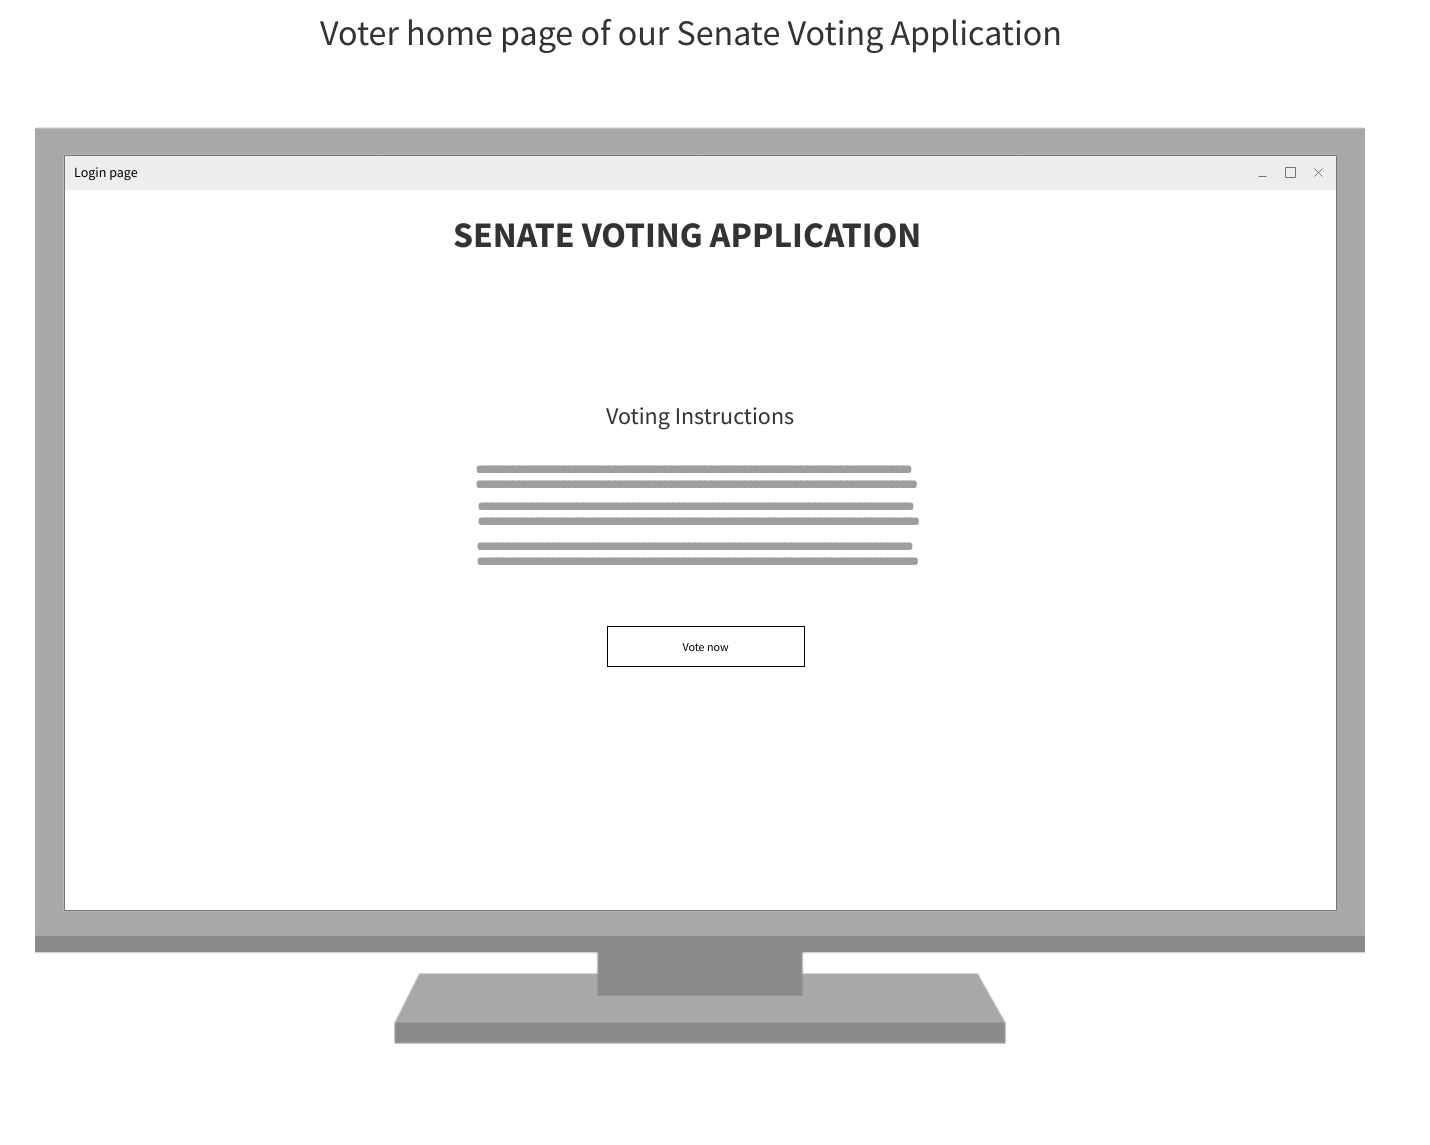 Voter home page of our Senate Voting Application
Login page
SENATE VOTING APPLICATION
Voting Instructions
Vote now